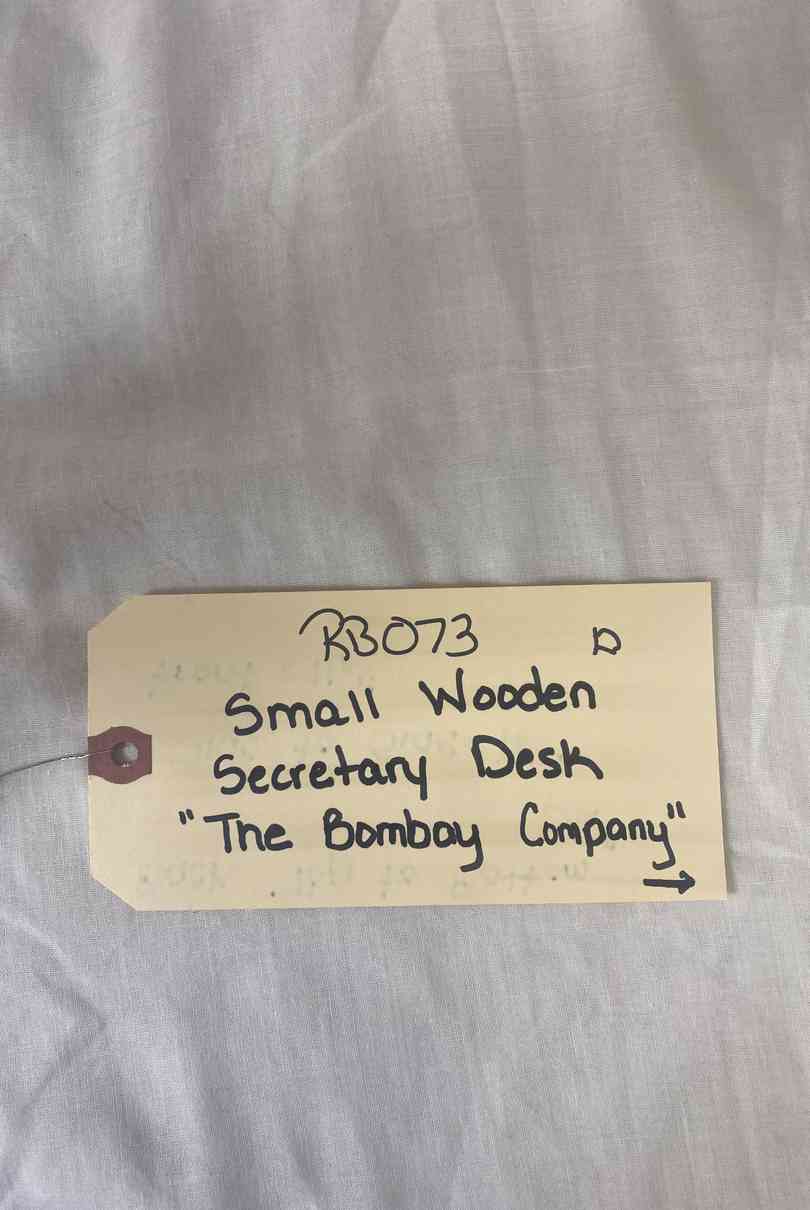 RB073 D
Small Wooden
Secretary Desk
"The Bombay Company"
→